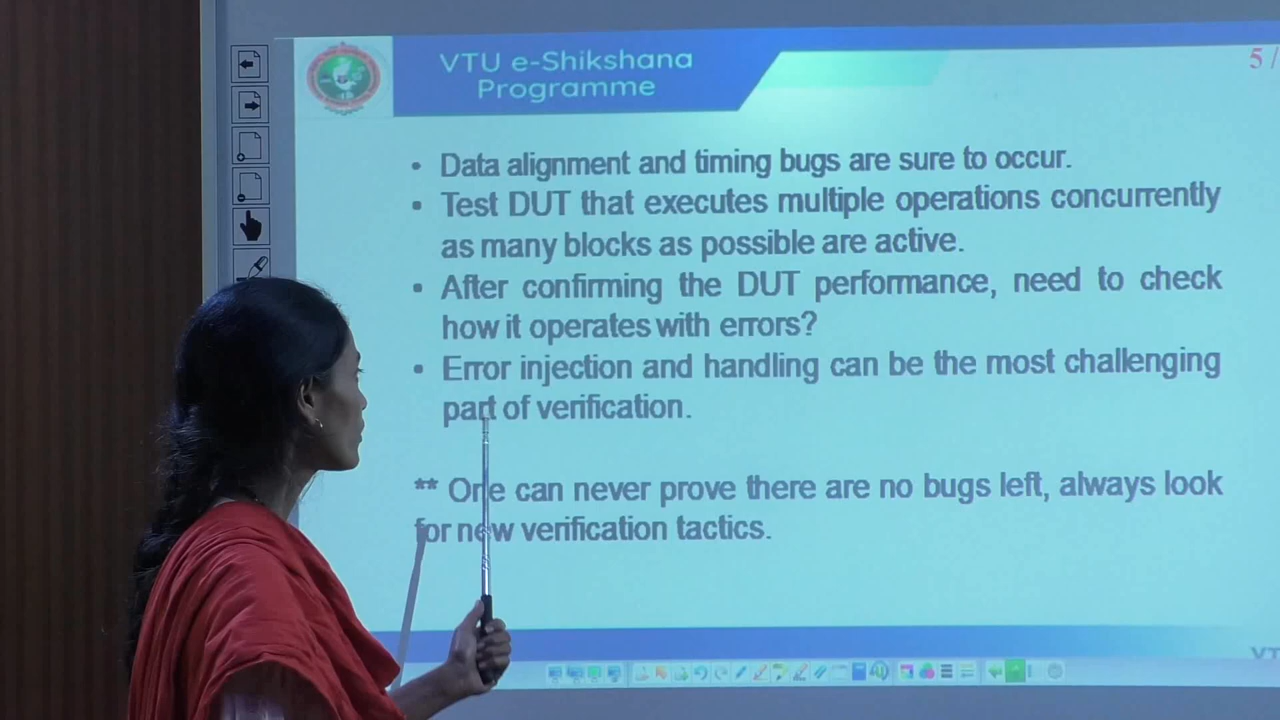 VTU e-Shikshana
Programme
5 /
• Data alignment and timing bugs are sure to occur.
• Test DUT that executes multiple operations concurrently
as many blocks as possible are active.
• After confirming the DUT performance, need to check
how it operates with errors?
• Error injection and handling can be the most challenging
part of verification.
** One can never prove there are no bugs left, always look
for new verification tactics.
VT